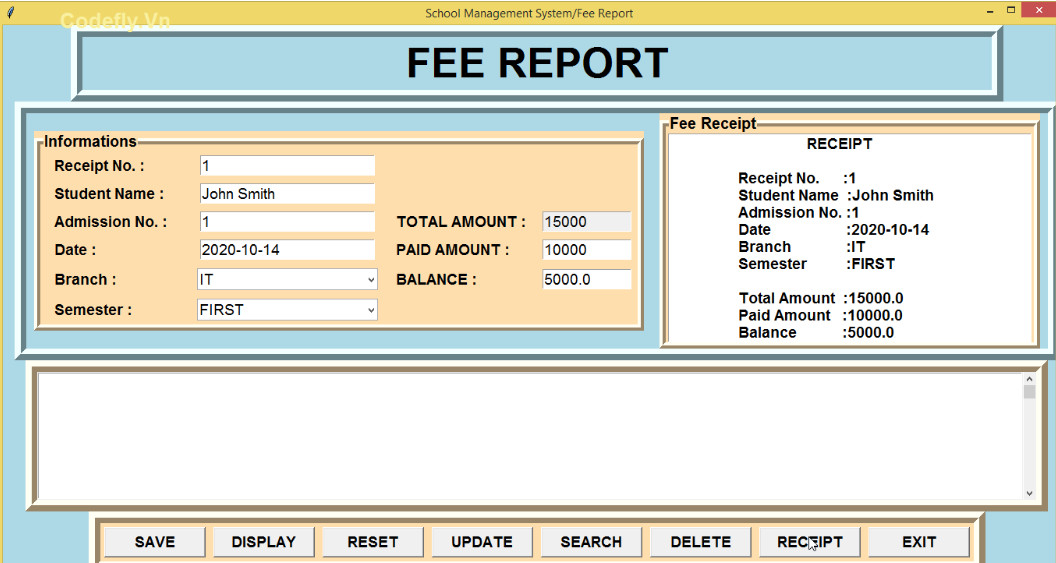 School Management System/Fee Report
Codefly.Vn
FEE REPORT
Informations
Receipt No. : 1
Student Name : John Smith
Admission No. : 1
TOTAL AMOUNT : 15000
Date : 2020-10-14
PAID AMOUNT : 10000
Branch : IT
BALANCE : 5000.0
Semester : FIRST
Fee Receipt
RECEIPT
Receipt No. :1
Student Name :John Smith
Admission No. :1
Date :2020-10-14
Branch :IT
Semester :FIRST
Total Amount :15000.0
Paid Amount :10000.0
Balance :5000.0
SAVE DISPLAY RESET UPDATE SEARCH DELETE RECEIPT EXIT